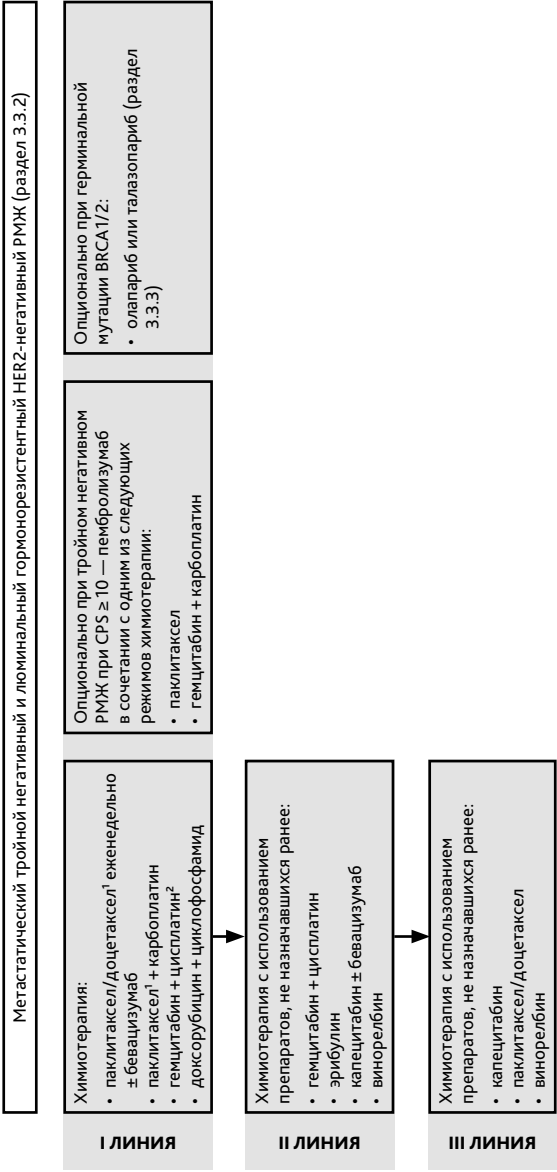 Метастатический тройной негативный и люминальный гормонорезистентный HER2-негативный РМЖ (раздел 3.3.2)
I ЛИНИЯ
Химиотерапия:
• паклитаксел/доцетаксел¹ еженедельно
± бевацизумаб
• паклитаксел¹ + карбоплатин
• гемцитабин + цисплатин²
• доксорубицин + циклофосфамид
Опционально при тройном негативном
РМЖ при CPS ≥ 10 — пембролизумаб
в сочетании с одним из следующих
режимов химиотерапии:
• паклитаксел
• гемцитабин + карбоплатин
Опционально при герминальной
мутации BRCA1/2:
• олапариб или талазопариб (раздел
3.3.3)
II ЛИНИЯ
Химиотерапия с использованием
препаратов, не назначавшихся ранее:
• гемцитабин + цисплатин
• эрибулин
• капецитабин ± бевацизумаб
• винорелбин
III ЛИНИЯ
Химиотерапия с использованием
препаратов, не назначавшихся ранее:
• капецитабин
• паклитаксел/доцетаксел
• винорелбин